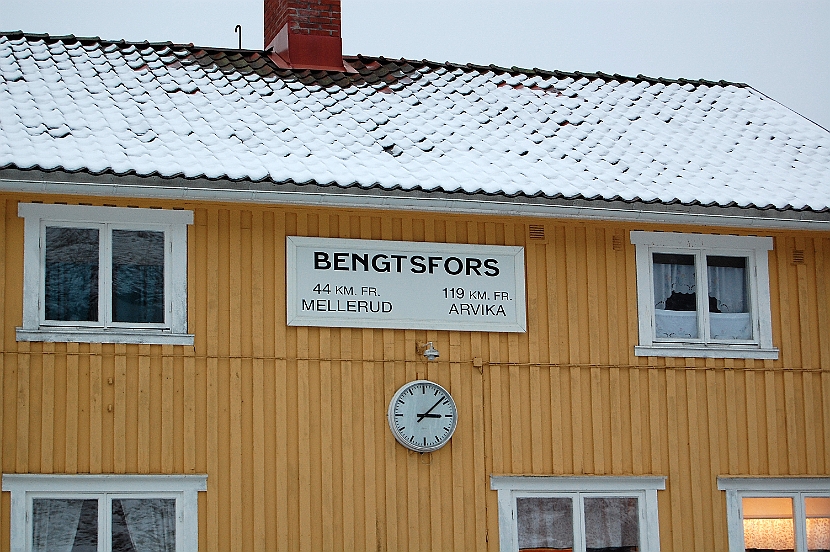 BENGTSFORS
44 KM. FR. 119 KM. FR.
MELLERUD ARVIKA